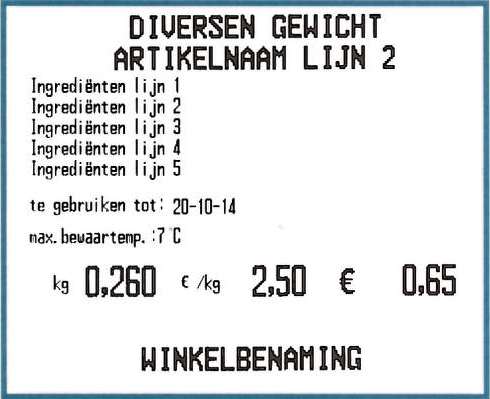 DIVERSEN GEWICHT
ARTIKELNAAM LIJN 2
Ingrediënten lijn 1
Ingrediënten lijn 2
Ingrediënten lijn 3
Ingrediënten lijn 4
Ingrediënten lijn 5
te gebruiken tot: 20-10-14
max. bewaartemp. :7°C
kg 0,260 € /kg 2,50 € 0,65
WINKELBENAMING